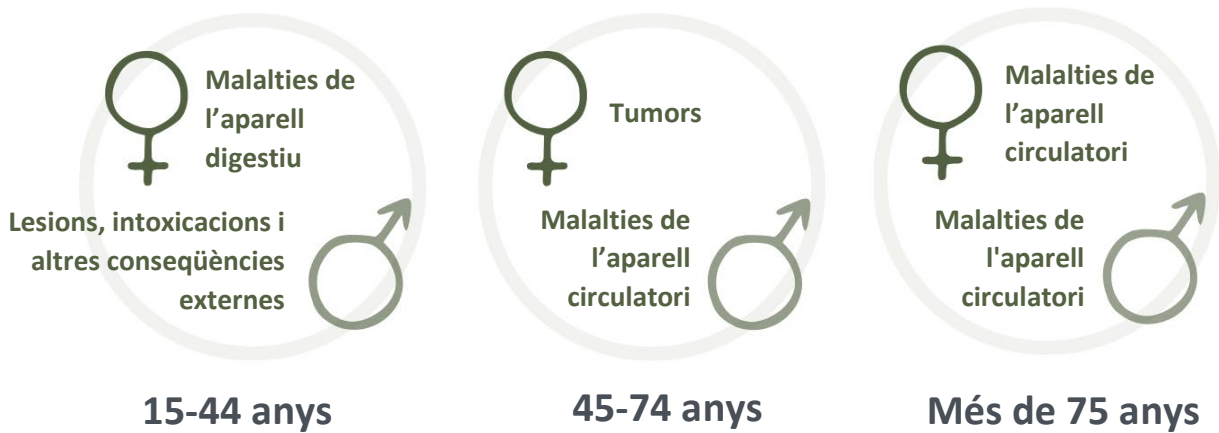 Malalties de
l’aparell
digestiu
Lesions, intoxicacions i
altres conseqüències
externes
15-44 anys
Tumors
Malalties de
l’aparell
circulatori
45-74 anys
Malalties de
l’aparell
circulatori
Malalties de
l'aparell
circulatori
Més de 75 anys